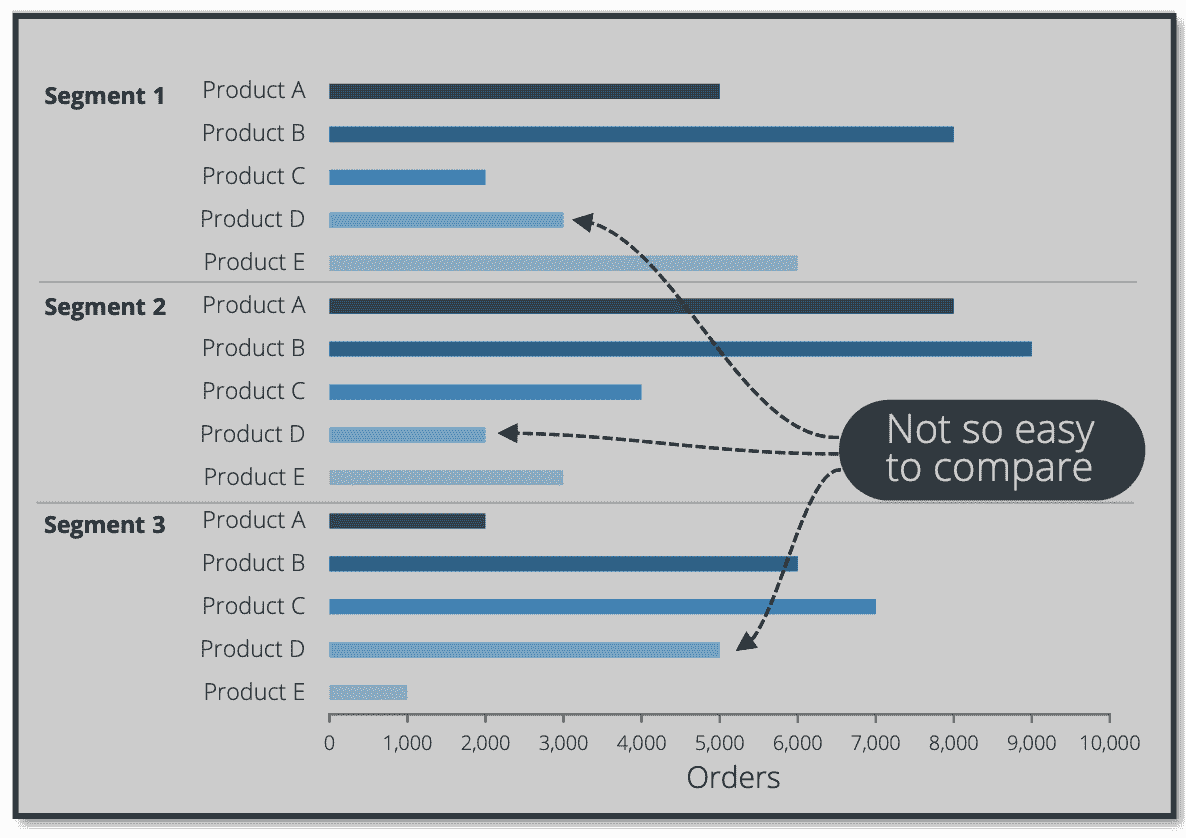 Segment 1
Product A
Product B
Product C
Product D
Product E
Segment 2
Product A
Product B
Product C
Product D
Product E
Segment 3
Product A
Product B
Product C
Product D
Product E
Not so easy
to compare
0 1,000 2,000 3,000 4,000 5,000 6,000 7,000 8,000 9,000 10,000
Orders